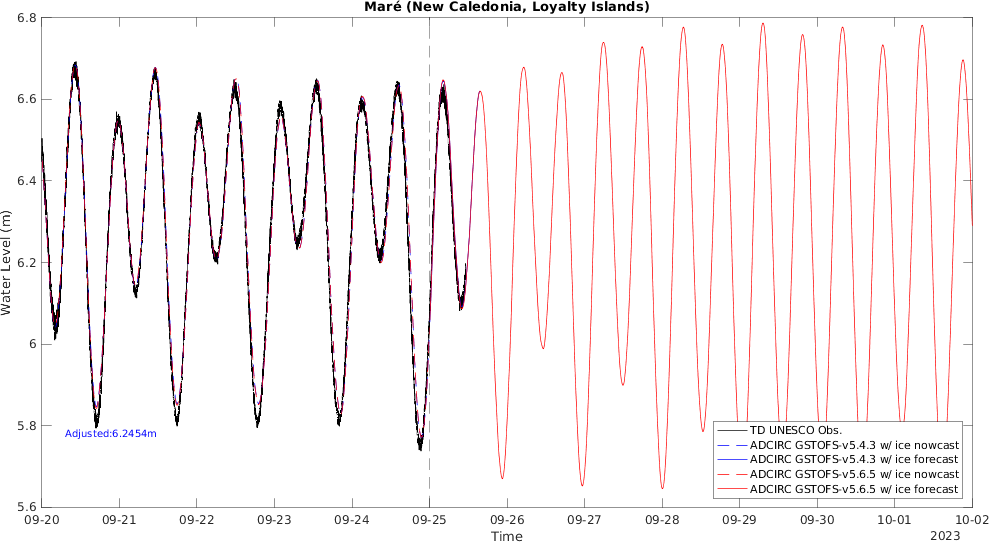 Maré (New Caledonia, Loyalty Islands)
6.8
6.6
6.4
6.2
6
5.8
5.6
Water Level (m)
Adjusted:6.2454m
TD UNESCO Obs.
ADCIRC GSTOFS-v5.4.3 w/ ice nowcast
ADCIRC GSTOFS-v5.4.3 w/ ice forecast
ADCIRC GSTOFS-v5.6.5 w/ ice nowcast
ADCIRC GSTOFS-v5.6.5 w/ ice forecast
09-20 09-21 09-22 09-23 09-24 09-25 09-26 09-27 09-28 09-29 09-30 10-01 10-02
Time
2023